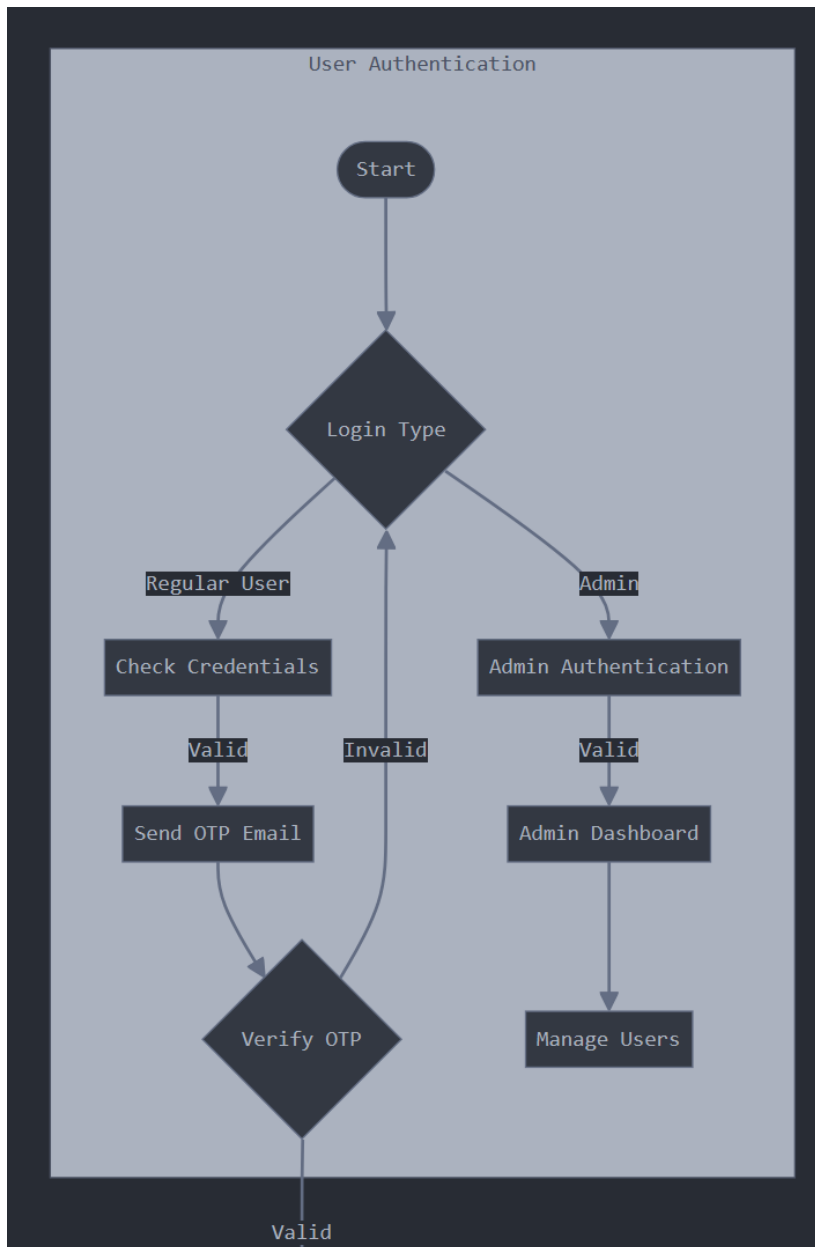 User Authentication
Start
Login Type
Regular User
Admin
Check Credentials
Admin Authentication
Valid
Invalid
Valid
Send OTP Email
Admin Dashboard
Verify OTP
Manage Users
Valid